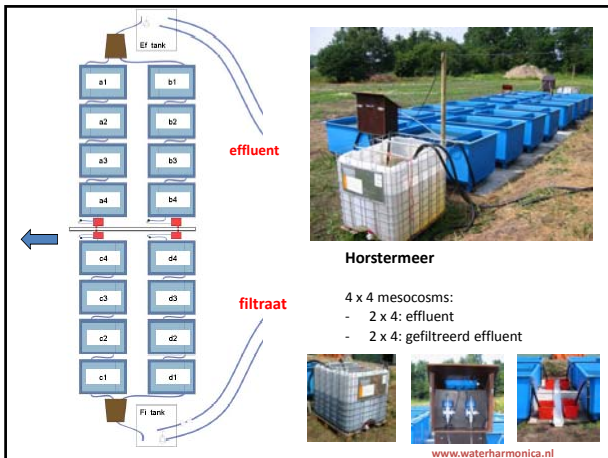 Ef tank
a1 b1
a2 b2
a3 b3
effluent
a4 b4
c4 d4
Horstermeer
4 x 4 mesocosms:
c3 d3
filtraat
- 2 x 4: effluent
- 2 x 4: gefiltreerd effluent
c2 d2
c1 d1
Fi tank
www.waterharmonica.nl